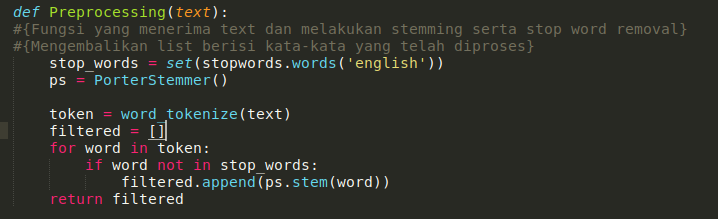 def Preprocessing(text):
#{Fungsi yang menerima text dan melakukan stemming serta stop word removal}
#{Mengembalikan list berisi kata-kata yang telah diproses}
    stop_words = set(stopwords.words('english'))
    ps = PorterStemmer()

    token = word_tokenize(text)
    filtered = []
    for word in token:
        if word not in stop_words:
            filtered.append(ps.stem(word))
    return filtered